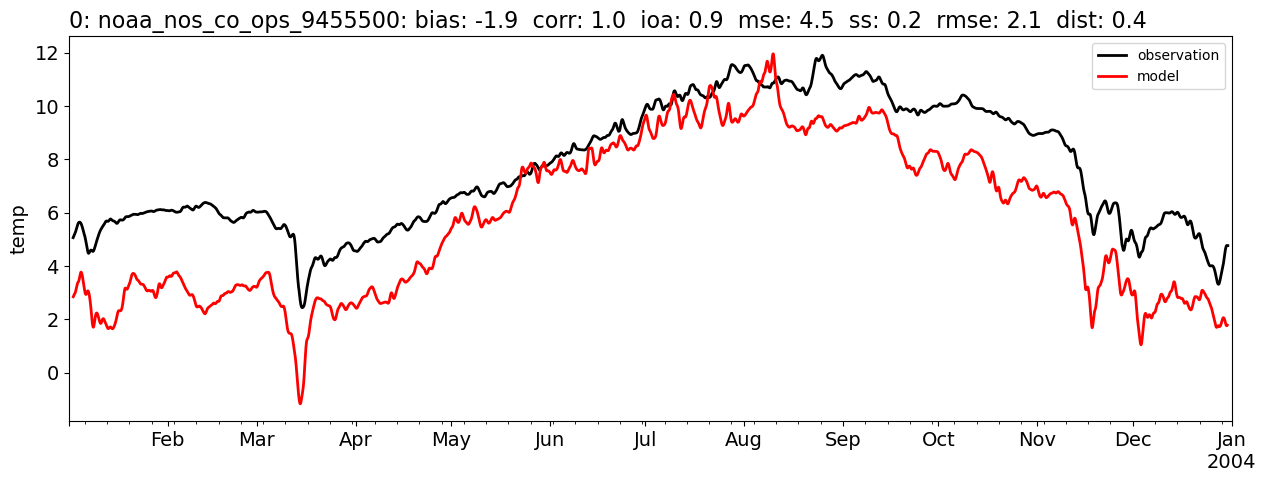 0: noaa_nos_co_ops_9455500: bias: -1.9  corr: 1.0  ioa: 0.9  mse: 4.5  ss: 0.2  rmse: 2.1  dist: 0.4
observation
model
12
10
8
6
4
2
0
temp
Feb Mar Apr May Jun Jul Aug Sep Oct Nov Dec Jan
2004